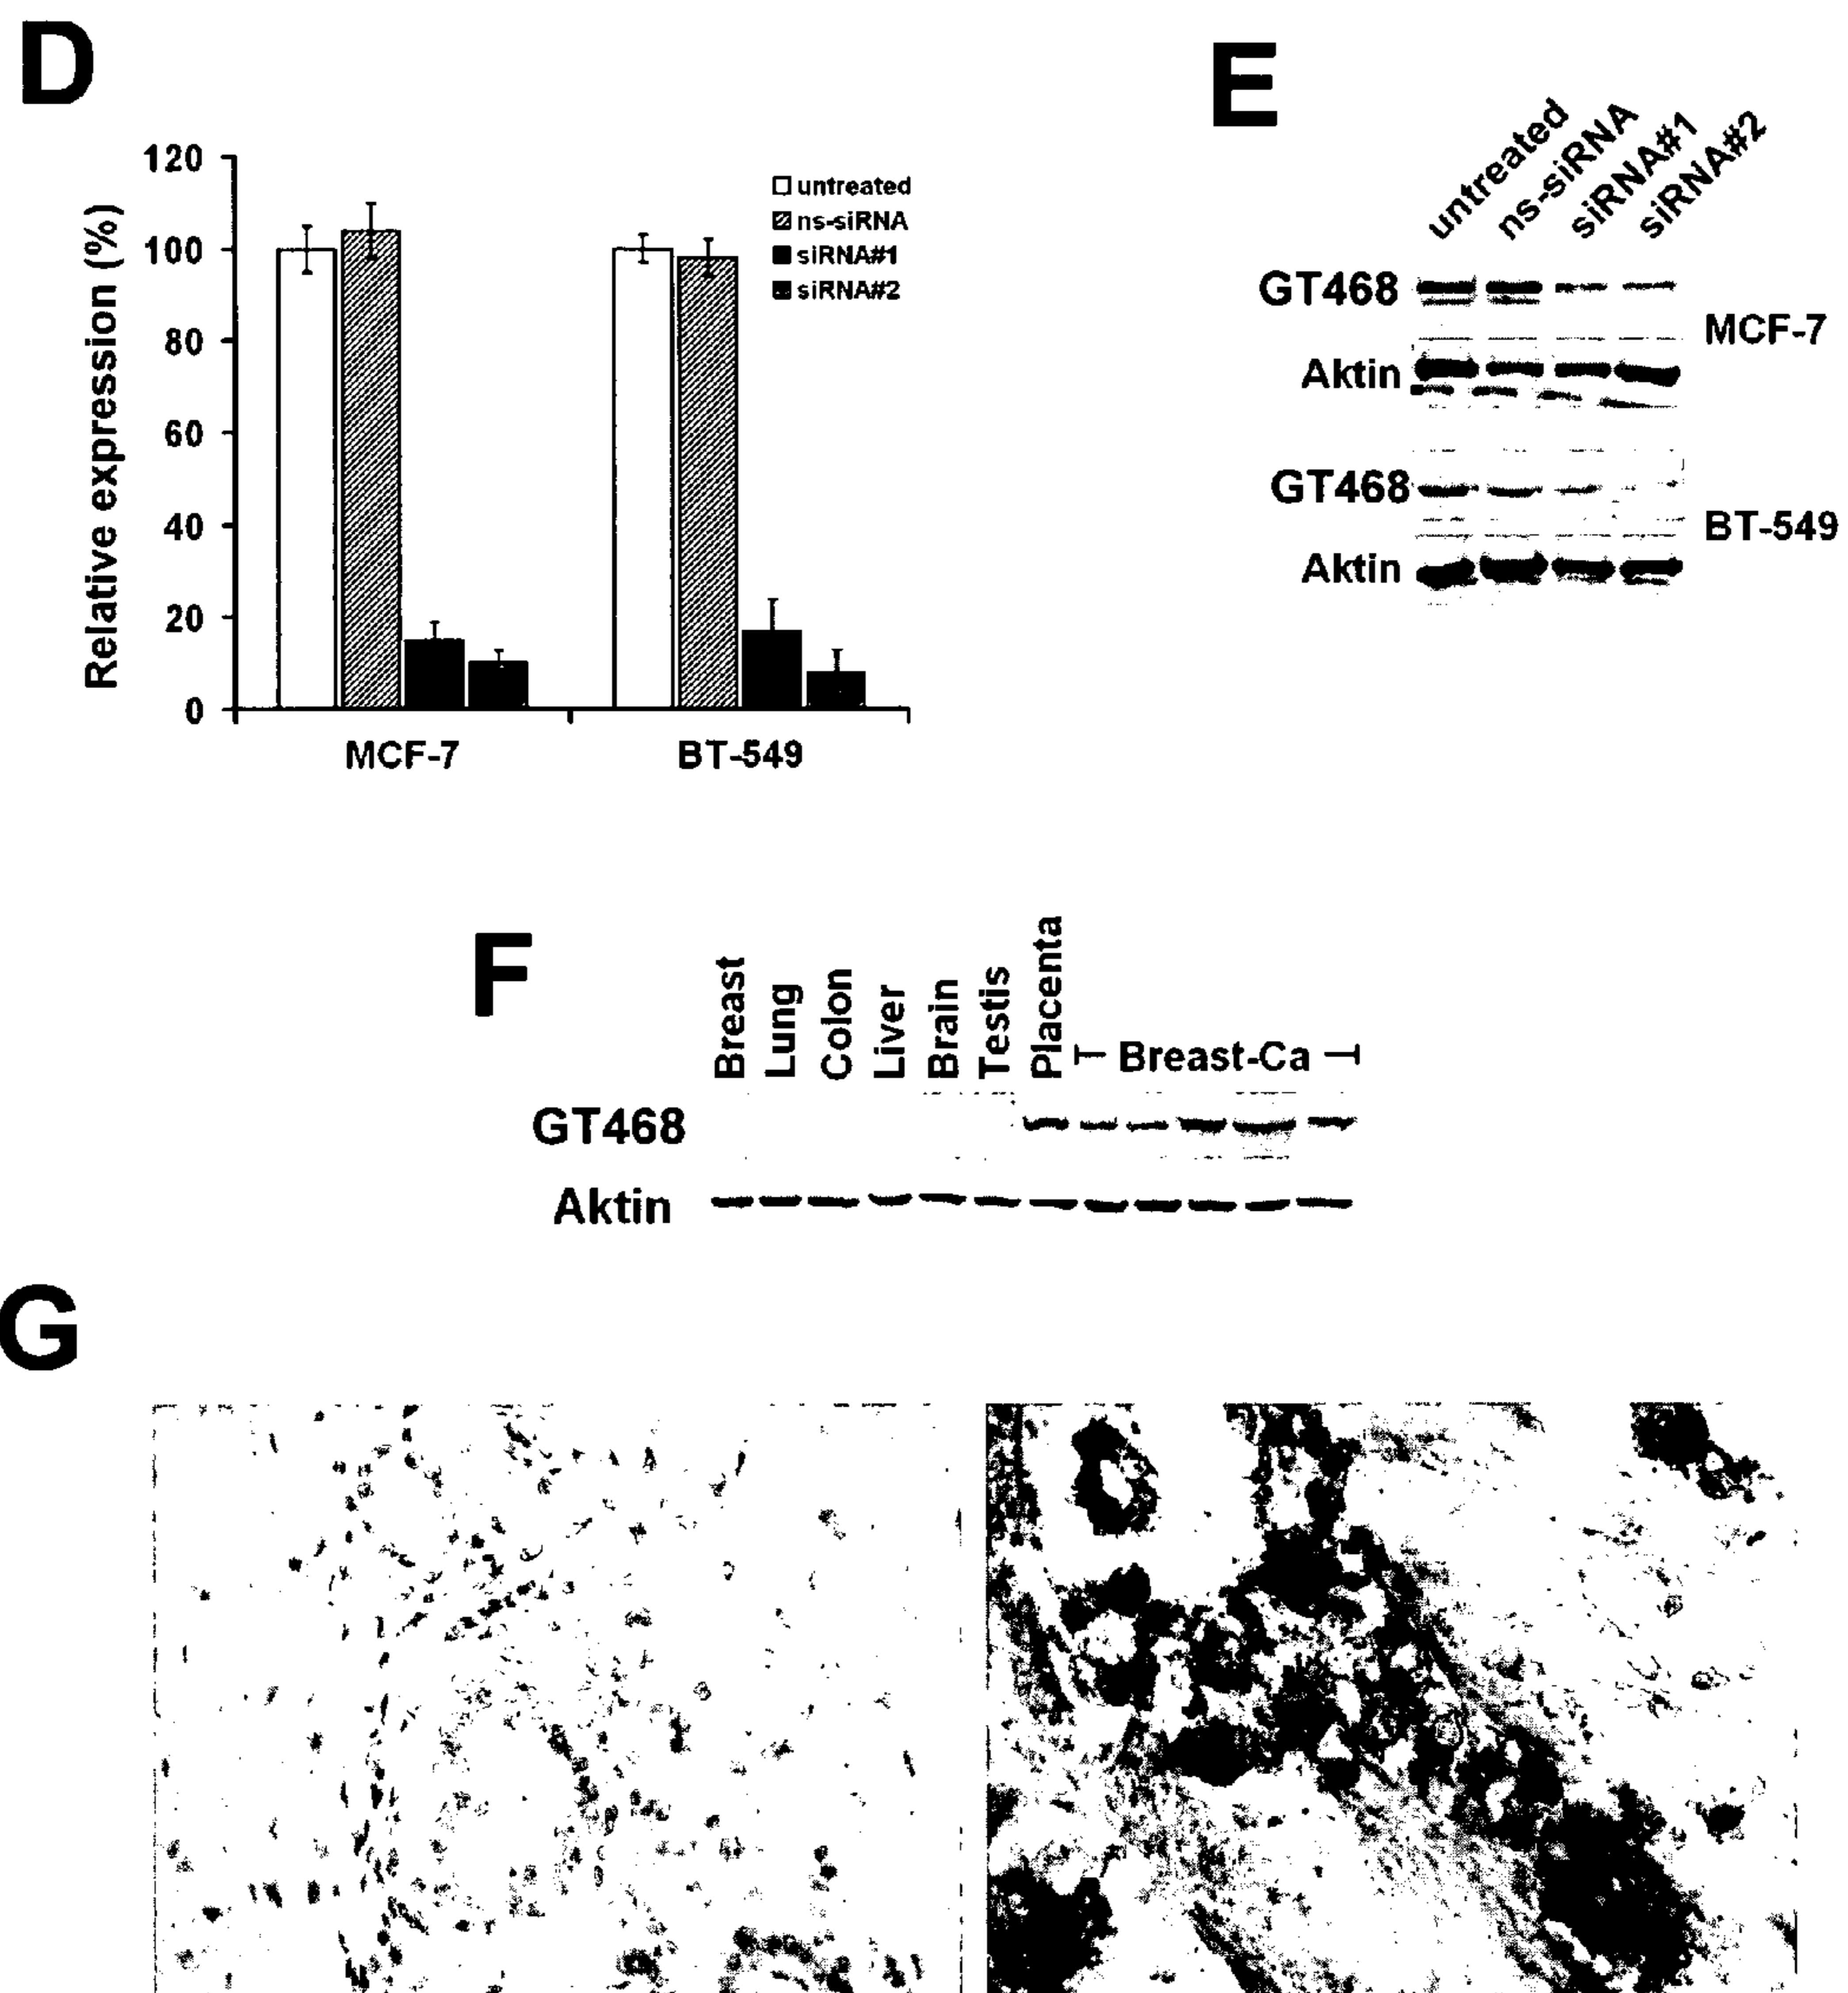 D
120
100
80
60
40
20
0
Relative expression (%)
untreated
ns-siRNA
siRNA#1
siRNA#2
MCF-7
BT-549
E
untreated
ns-siRNA
siRNA#1
siRNA#2
GT468
MCF-7
Aktin
GT468
BT-549
Aktin
F
Breast
Lung
Colon
Liver
Brain
Testis
Placenta
Breast-Ca
GT468
Aktin
G